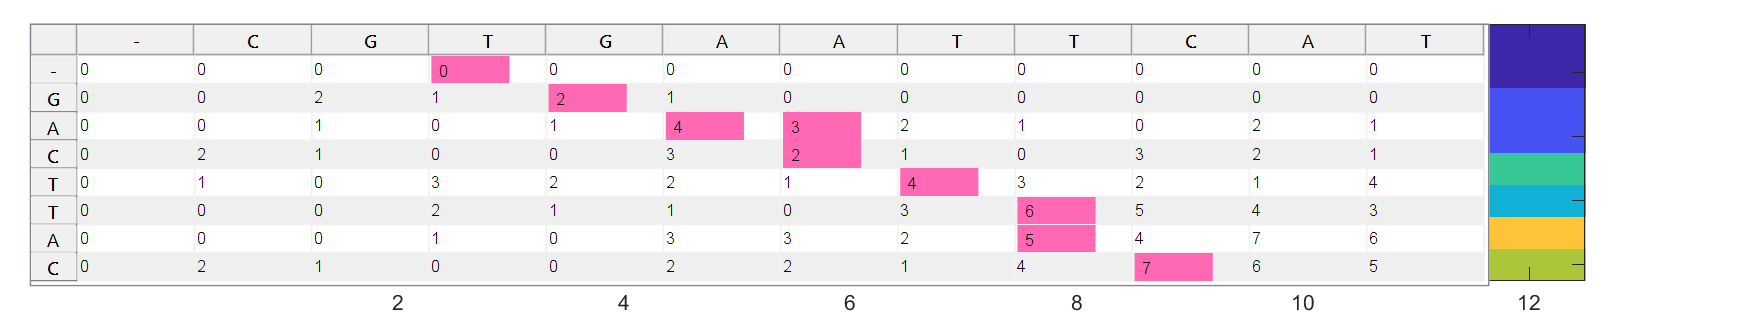 - C G T G A A T T C A T
- 0 0 0 0 0 0 0 0 0 0 0 0
G 0 0 2 1 2 1 0 0 0 0 0 0
A 0 0 1 0 1 4 3 2 1 0 2 1
C 0 2 1 0 0 3 2 1 0 3 2 1
T 0 1 0 3 2 2 1 4 3 2 1 4
T 0 0 0 2 1 1 0 3 6 5 4 3
A 0 0 0 1 0 3 3 2 5 4 7 6
C 0 2 1 0 0 2 2 1 4 7 6 5
2 4 6 8 10 12